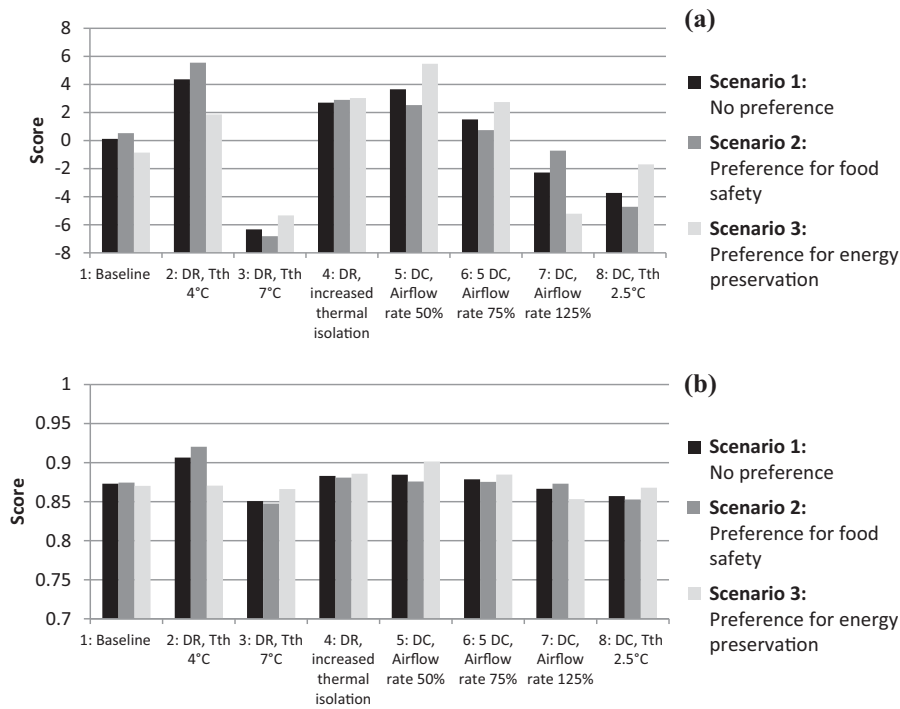 (a)
8
6
4
2
0
-2
-4
-6
-8
Score
1: Baseline
2: DR, Tth
4°C
3: DR, Tth
7°C
4: DR,
increased
thermal
isolation
5: DC,
Airflow
rate 50%
6: 5 DC,
Airflow
rate 75%
7: DC,
Airflow
rate 125%
8: DC, Tth
2.5°C
Scenario 1:
No preference
Scenario 2:
Preference for food
safety
Scenario 3:
Preference for energy
preservation
(b)
1
0.95
0.9
0.85
0.8
0.75
0.7
Score
1: Baseline
2: DR, Tth
4°C
3: DR, Tth
7°C
4: DR,
increased
thermal
isolation
5: DC,
Airflow
rate 50%
6: 5 DC,
Airflow
rate 75%
7: DC,
Airflow
rate 125%
8: DC, Tth
2.5°C
Scenario 1:
No preference
Scenario 2:
Preference for food
safety
Scenario 3:
Preference for energy
preservation